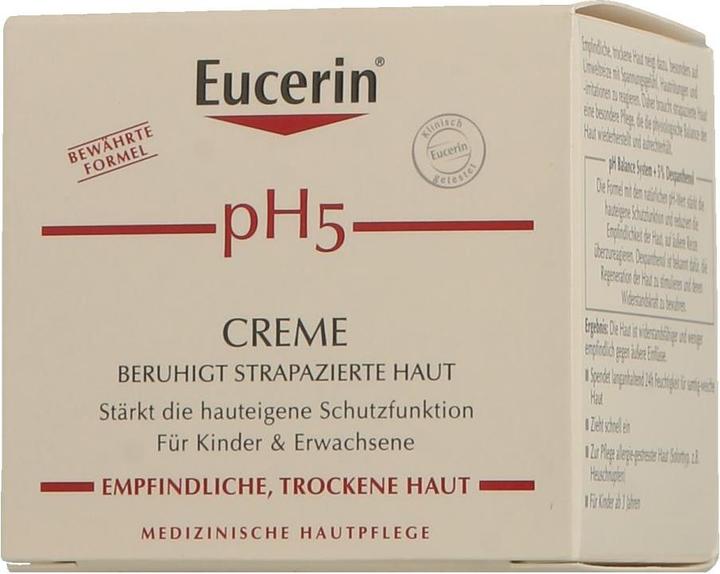 Eucerin®
BEWÄHRTE
FORMEL
Klinisch
Eucerin
getestet
pH5
CREME
BERUHIGT STRAPAZIERTE HAUT
Stärkt die hauteigene Schutzfunktion
Für Kinder & Erwachsene
EMPFINDLICHE, TROCKENE HAUT
MEDIZINISCHE HAUTPFLEGE
Empfindliche, trockene Haut neigt dazu, besonders auf
Umweltreize mit Spannungsgefühl, Hautrötungen und
-irritationen zu reagieren. Daher braucht strapazierte Haut
eine besondere Pflege, die die physiologische Balance der
Haut wiederherstellt und aufrechterhält.
pH Balance System + 3% Dexpanthenol
Die Formel mit dem natürlichen pH-Wert stärkt die
hauteigene Schutzfunktion und reduziert die
Empfindlichkeit der Haut, auf äußere Reize
überzureagieren. Dexpanthenol ist bekannt dafür, die
Regeneration der Haut zu stimulieren und deren
Widerstandskraft zu bewahren.
Ergebnis: Die Haut ist widerstandsfähiger und weniger
empfindlich gegen äußere Einflüsse.
Spendet langanhaltend 24h Feuchtigkeit für samtig-weiche
Haut
Zieht schnell ein
Zur Pflege allergie-gestresster Haut (Soforttyp, z.B.
Heuschnupfen)
Für Kinder ab 3 Jahren